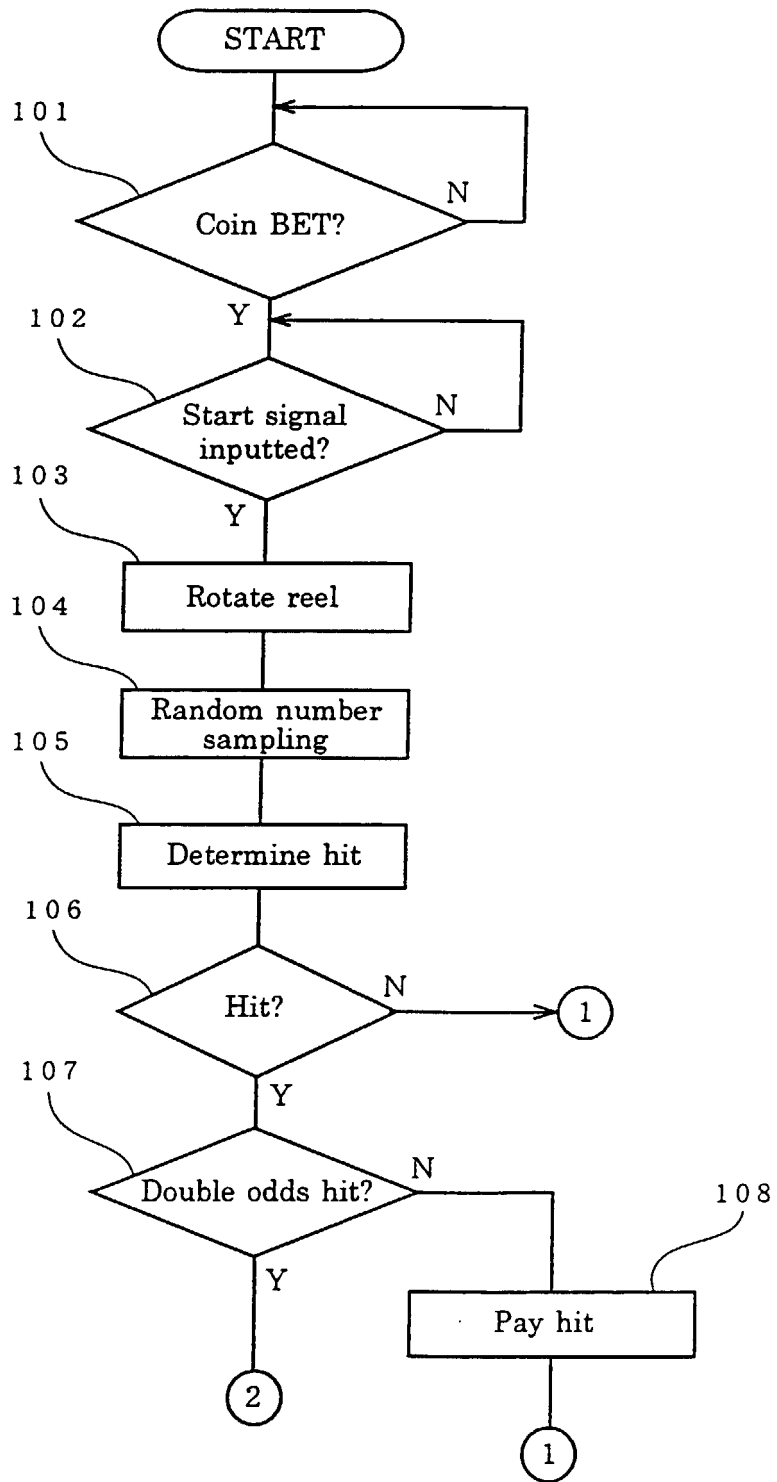 START
101
N
Coin BET?
Y
102
N
Start signal
inputted?
Y
103
Rotate reel
104
Random number
sampling
105
Determine hit
106
N
Hit?
1
Y
107
N
Double odds hit?
108
Y
Pay hit
2
1